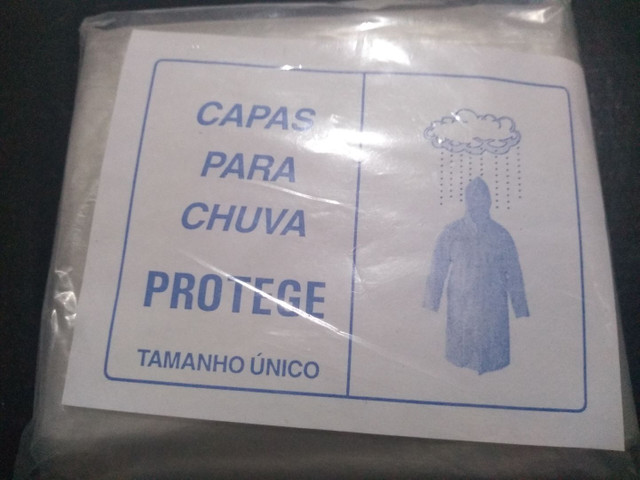 CAPAS
PARA
CHUVA
PROTEGE
TAMANHO ÚNICO